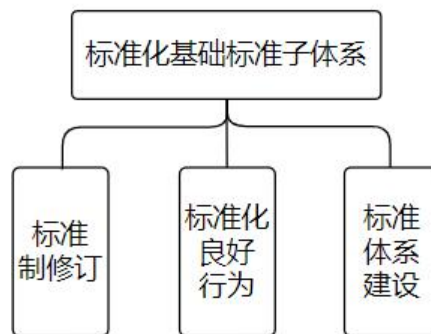 标准化基础标准子体系
标准
制修订
标准化
良好
行为
标准
体系
建设